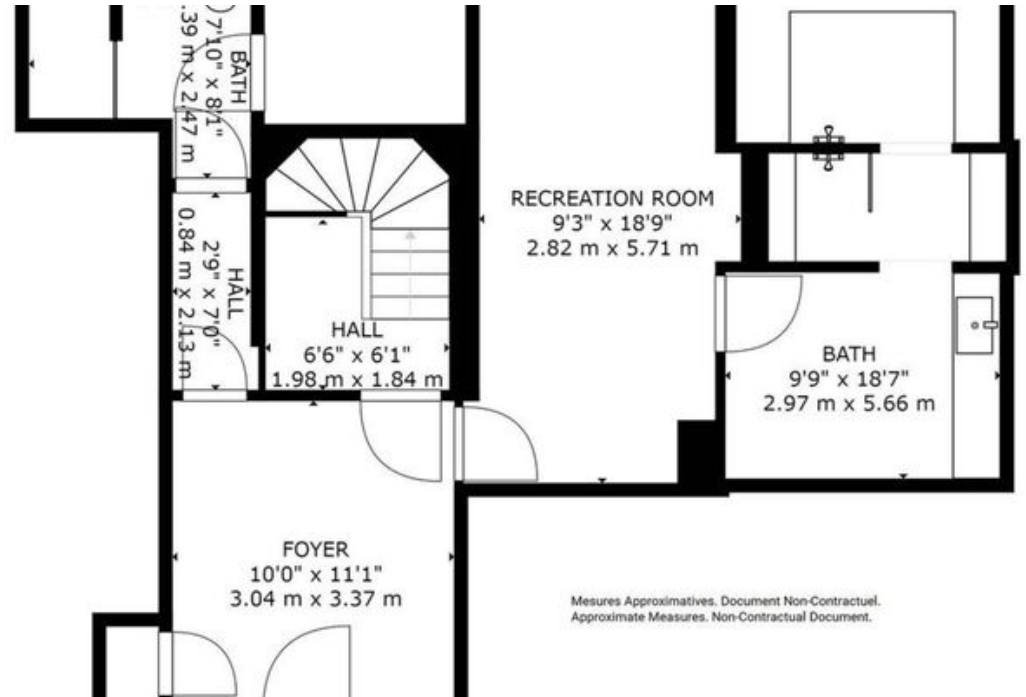 BATH
7'10" x 8'1"
.39 m x 2.47 m
RECREATION ROOM
9'3" x 18'9"
2.82 m x 5.71 m
HALL
2'9" x 7'0"
0.84 m x 2.13 m
HALL
6'6" x 6'1"
1.98 m x 1.84 m
BATH
9'9" x 18'7"
2.97 m x 5.66 m
FOYER
10'0" x 11'1"
3.04 m x 3.37 m
Mesures Approximatives. Document Non-Contractuel.
Approximate Measures. Non-Contractual Document.